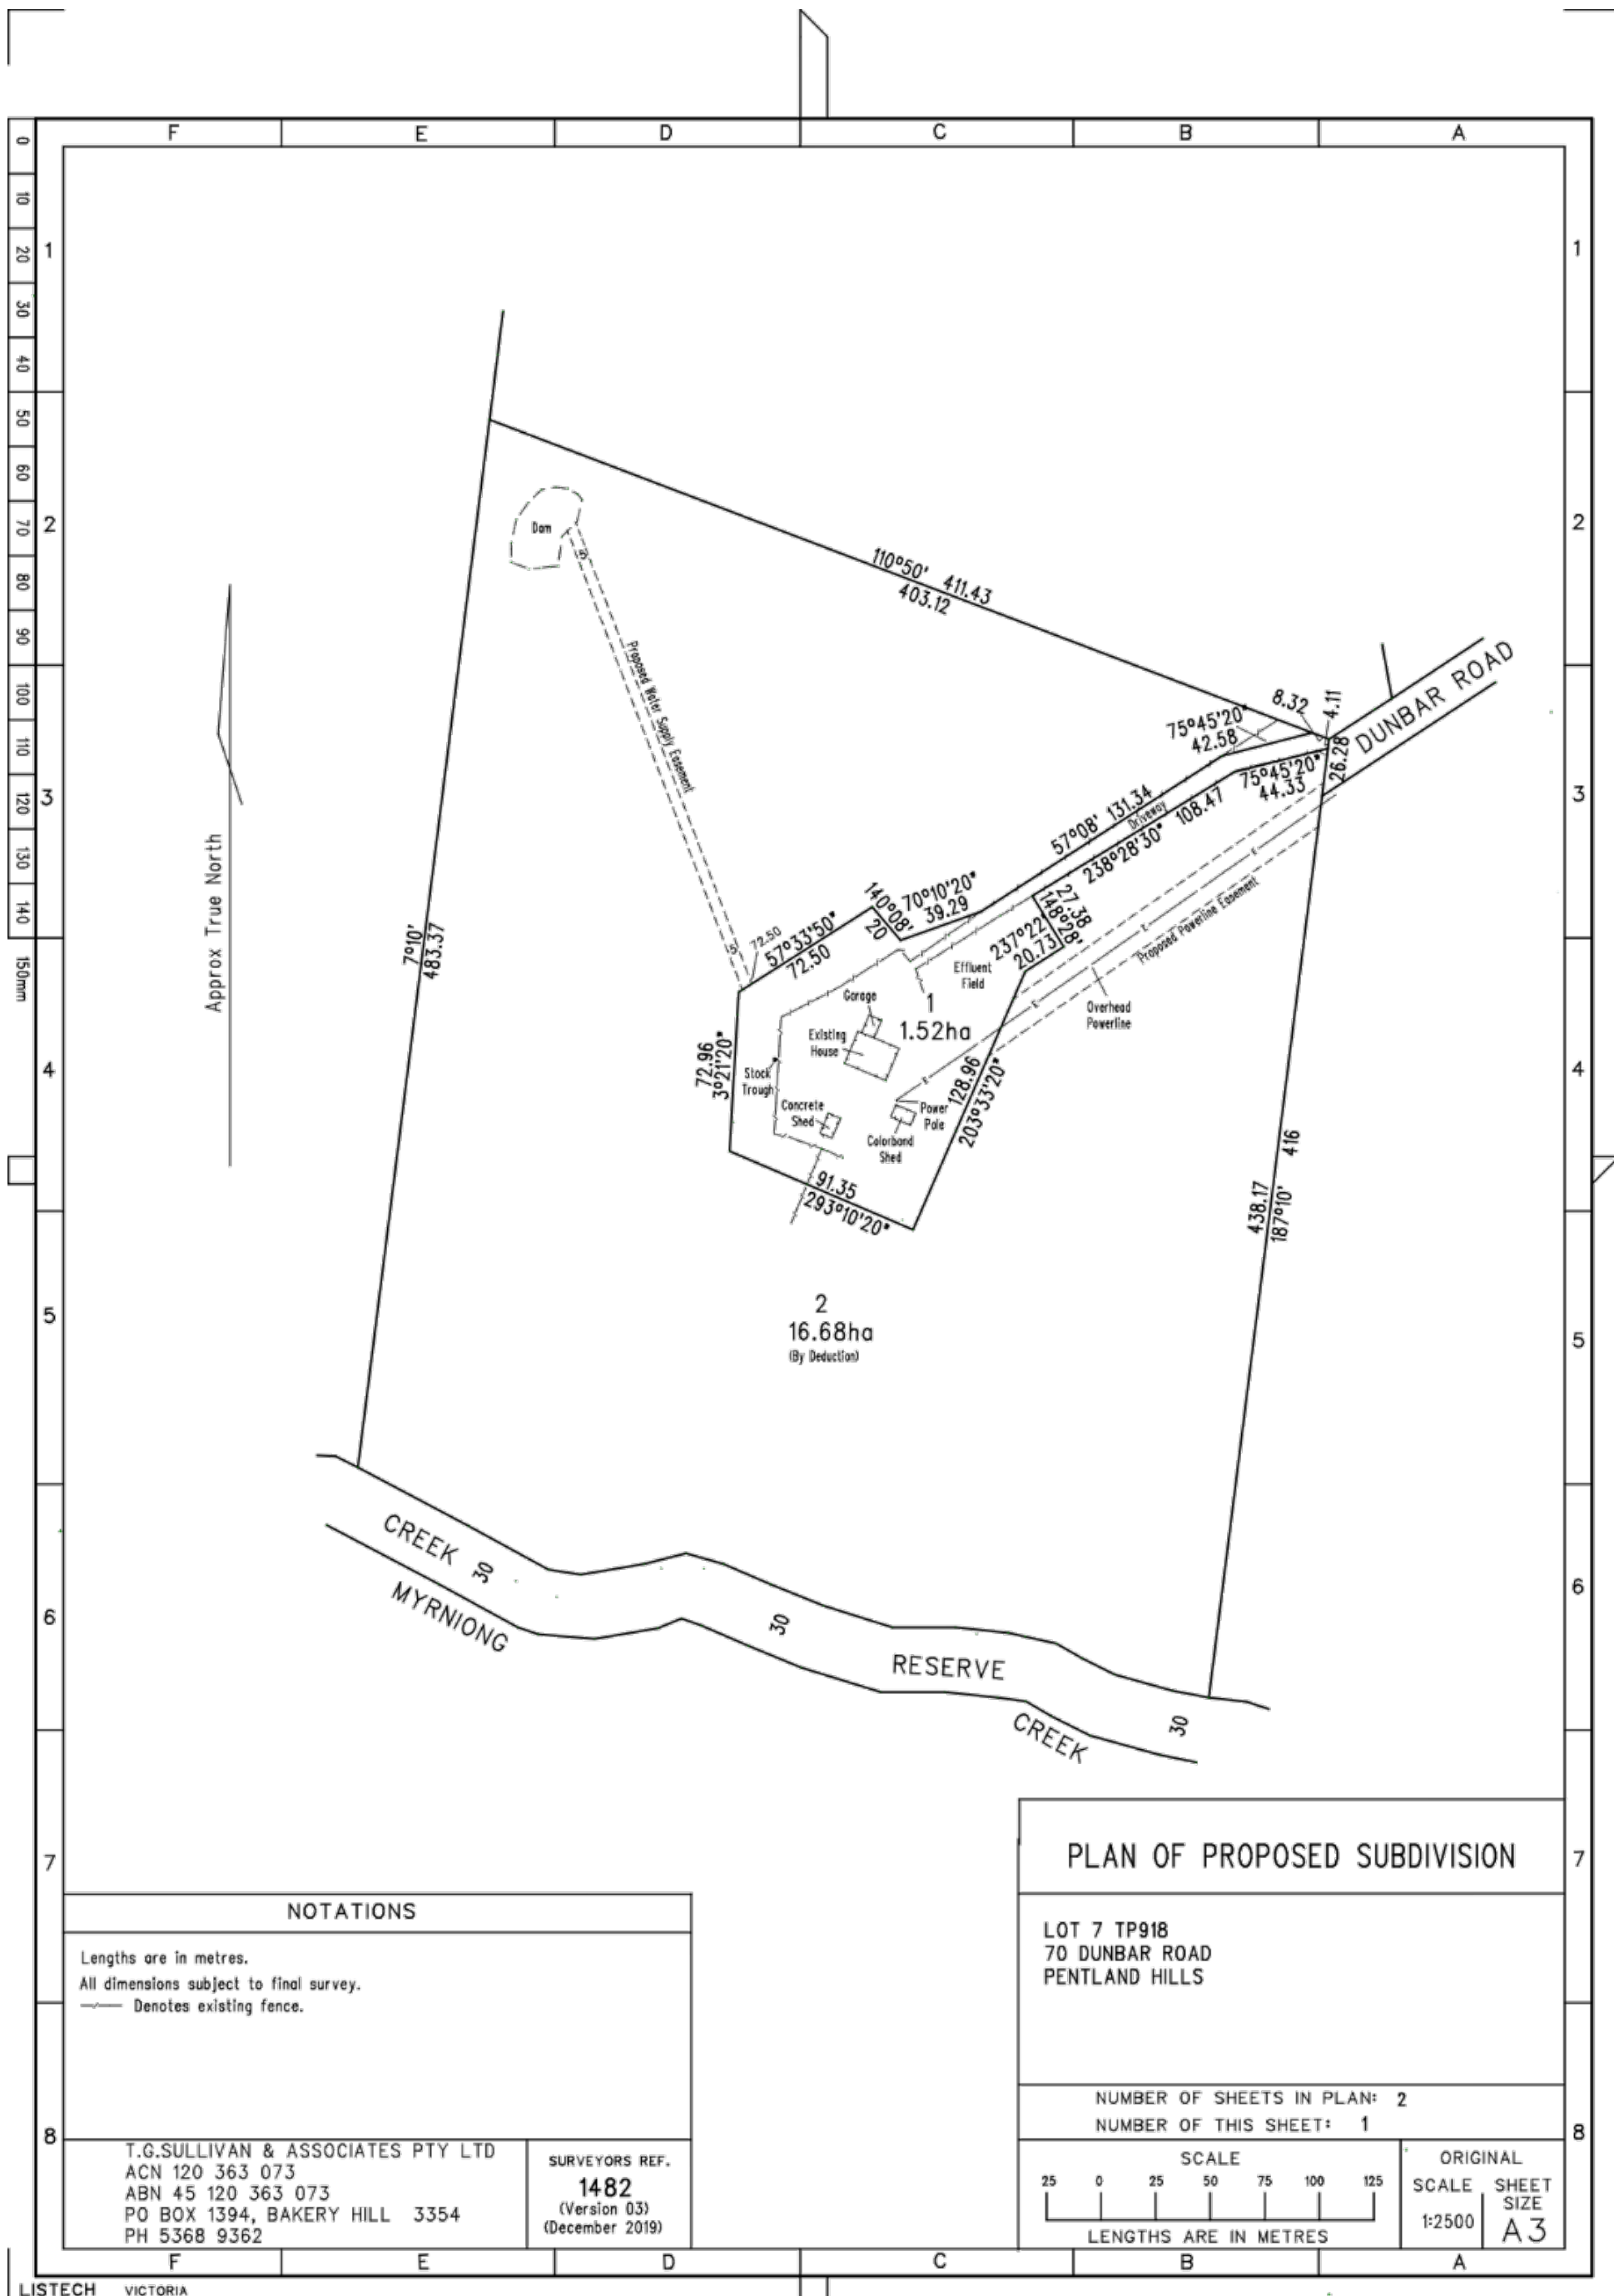 F E D C B A
0
10
20
30
40
50
60
70
80
90
100
110
120
130
140
150mm
1
2
3
4
5
6
7
8
1
2
3
4
5
6
7
8
Approx True North
Dam
5
Proposed Water Supply Easement
110°50' 411.43
403.12
8.32
4.11
DUNBAR ROAD
75°45'20"
42.58
26.28
75°45'20"
44.33
57°08' 131.34
Driveway
238°28'30" 108.47
140°08'
20
70°10'20"
39.29
27.38
148°28'
237°22'
20.73
Proposed Powerline Easement
Overhead
Powerline
5
72.50
57°33'50"
72.50
7°10'
483.37
Effluent
Field
Garage
1
1.52ha
Existing
House
72.96
3°21'20"
Stock
Trough
Concrete
Shed
Power
Pole
Colorbond
Shed
128.96
203°33'20"
91.35
293°10'20"
416
438.17
187°10'
2
16.68ha
(By Deduction)
CREEK 30
MYRNIONG
30
RESERVE
CREEK
30
PLAN OF PROPOSED SUBDIVISION
LOT 7 TP918
70 DUNBAR ROAD
PENTLAND HILLS
NUMBER OF SHEETS IN PLAN: 2
NUMBER OF THIS SHEET: 1
SCALE
25 0 25 50 75 100 125
LENGTHS ARE IN METRES
ORIGINAL
SCALE
1:2500
SHEET
SIZE
A3
NOTATIONS
Lengths are in metres.
All dimensions subject to final survey.
Denotes existing fence.
T.G.SULLIVAN & ASSOCIATES PTY LTD
ACN 120 363 073
ABN 45 120 363 073
PO BOX 1394, BAKERY HILL 3354
PH 5368 9362
SURVEYORS REF.
1482
(Version 03)
(December 2019)
F E D C B A
LISTECH VICTORIA